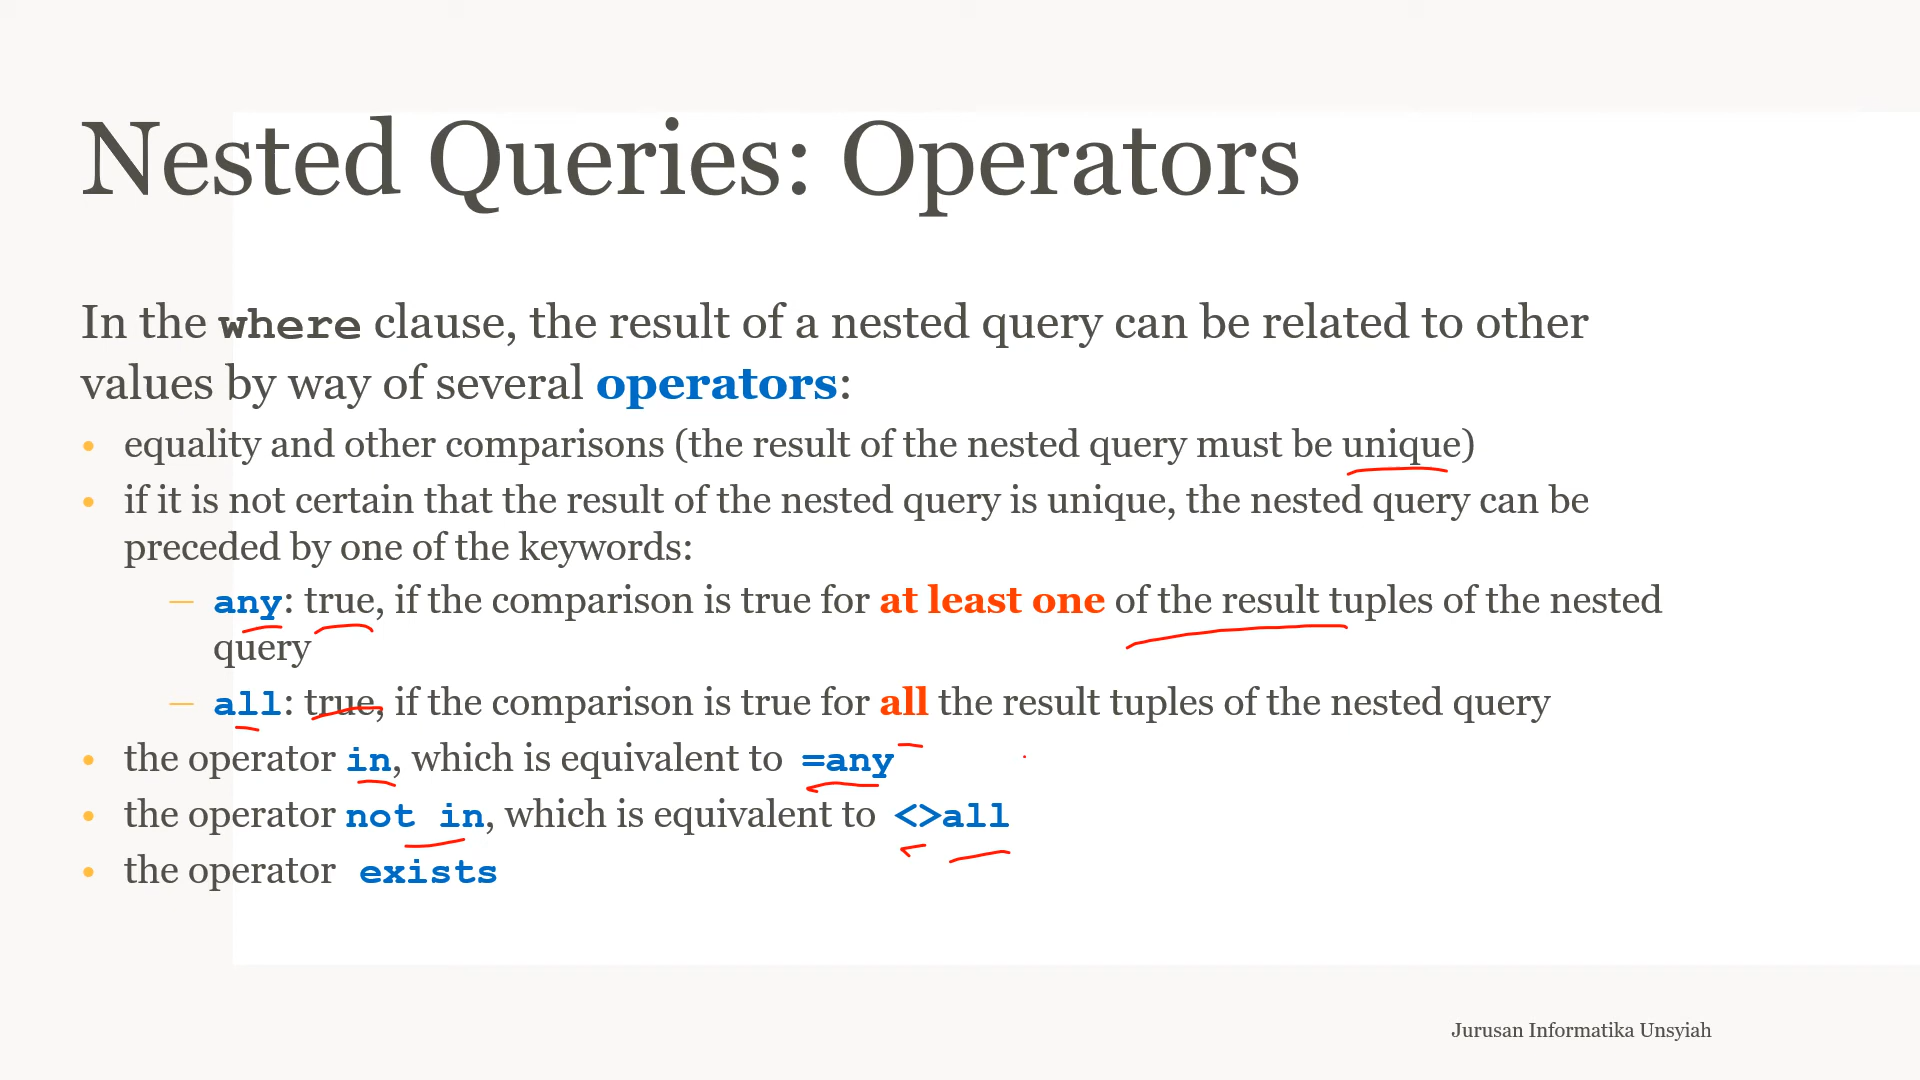 Nested Queries: Operators
In the where clause, the result of a nested query can be related to other
values by way of several operators:
• equality and other comparisons (the result of the nested query must be unique)
• if it is not certain that the result of the nested query is unique, the nested query can be
preceded by one of the keywords:
– any: true, if the comparison is true for at least one of the result tuples of the nested
query
– all: true, if the comparison is true for all the result tuples of the nested query
• the operator in, which is equivalent to =any
• the operator not in, which is equivalent to <>all
• the operator exists
Jurusan Informatika Unsyiah